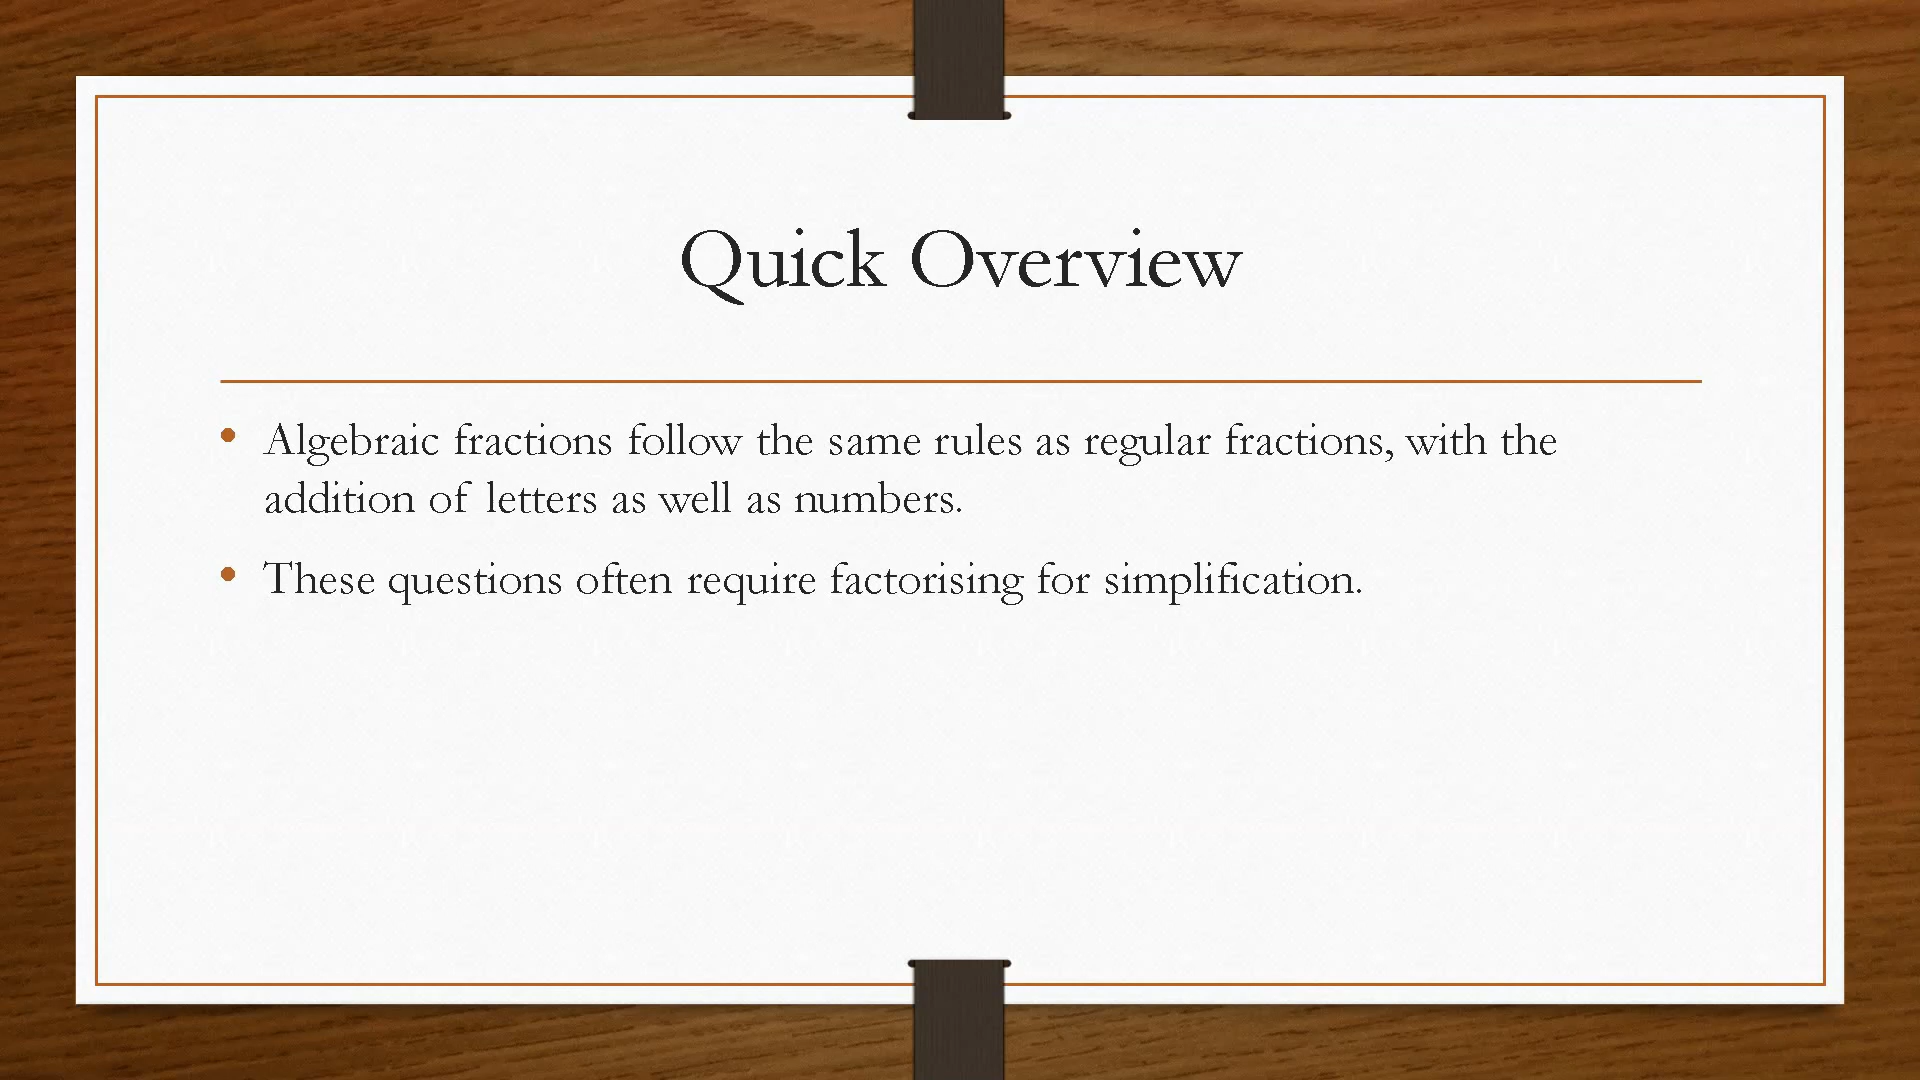 Quick Overview
• Algebraic fractions follow the same rules as regular fractions, with the
addition of letters as well as numbers.
• These questions often require factorising for simplification.